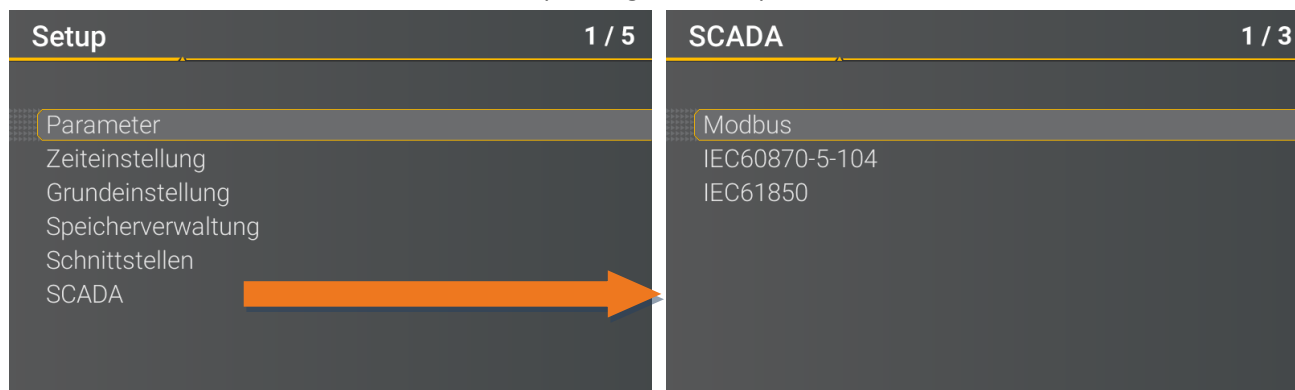 Setup 1 / 5
Parameter
Zeiteinstellung
Grundeinstellung
Speicherverwaltung
Schnittstellen
SCADA
SCADA 1 / 3
Modbus
IEC60870-5-104
IEC61850